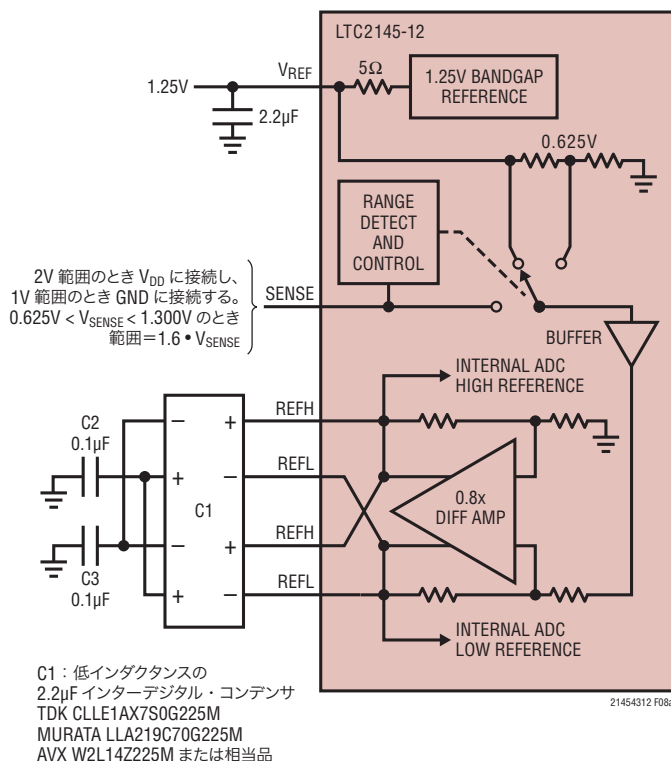 LTC2145-12
1.25V
VREF
5Ω
1.25V BANDGAP
REFERENCE
2.2µF
0.625V
RANGE
DETECT
AND
CONTROL
2V 範囲のとき VDD に接続し、
1V 範囲のとき GND に接続する。
0.625V < VSENSE < 1.300V のとき
範囲=1.6 • VSENSE
SENSE
BUFFER
INTERNAL ADC
HIGH REFERENCE
REFH
REFL
REFH
REFL
C2
0.1µF
C3
0.1µF
– +
+ –
– +
+ –
C1
0.8x
DIFF AMP
INTERNAL ADC
LOW REFERENCE
21454312 F08a
C1:低インダクタンスの
2.2µF インターデジタル・コンデンサ
TDK CLLE1AX7S0G225M
MURATA LLA219C70G225M
AVX W2L14Z225M または相当品